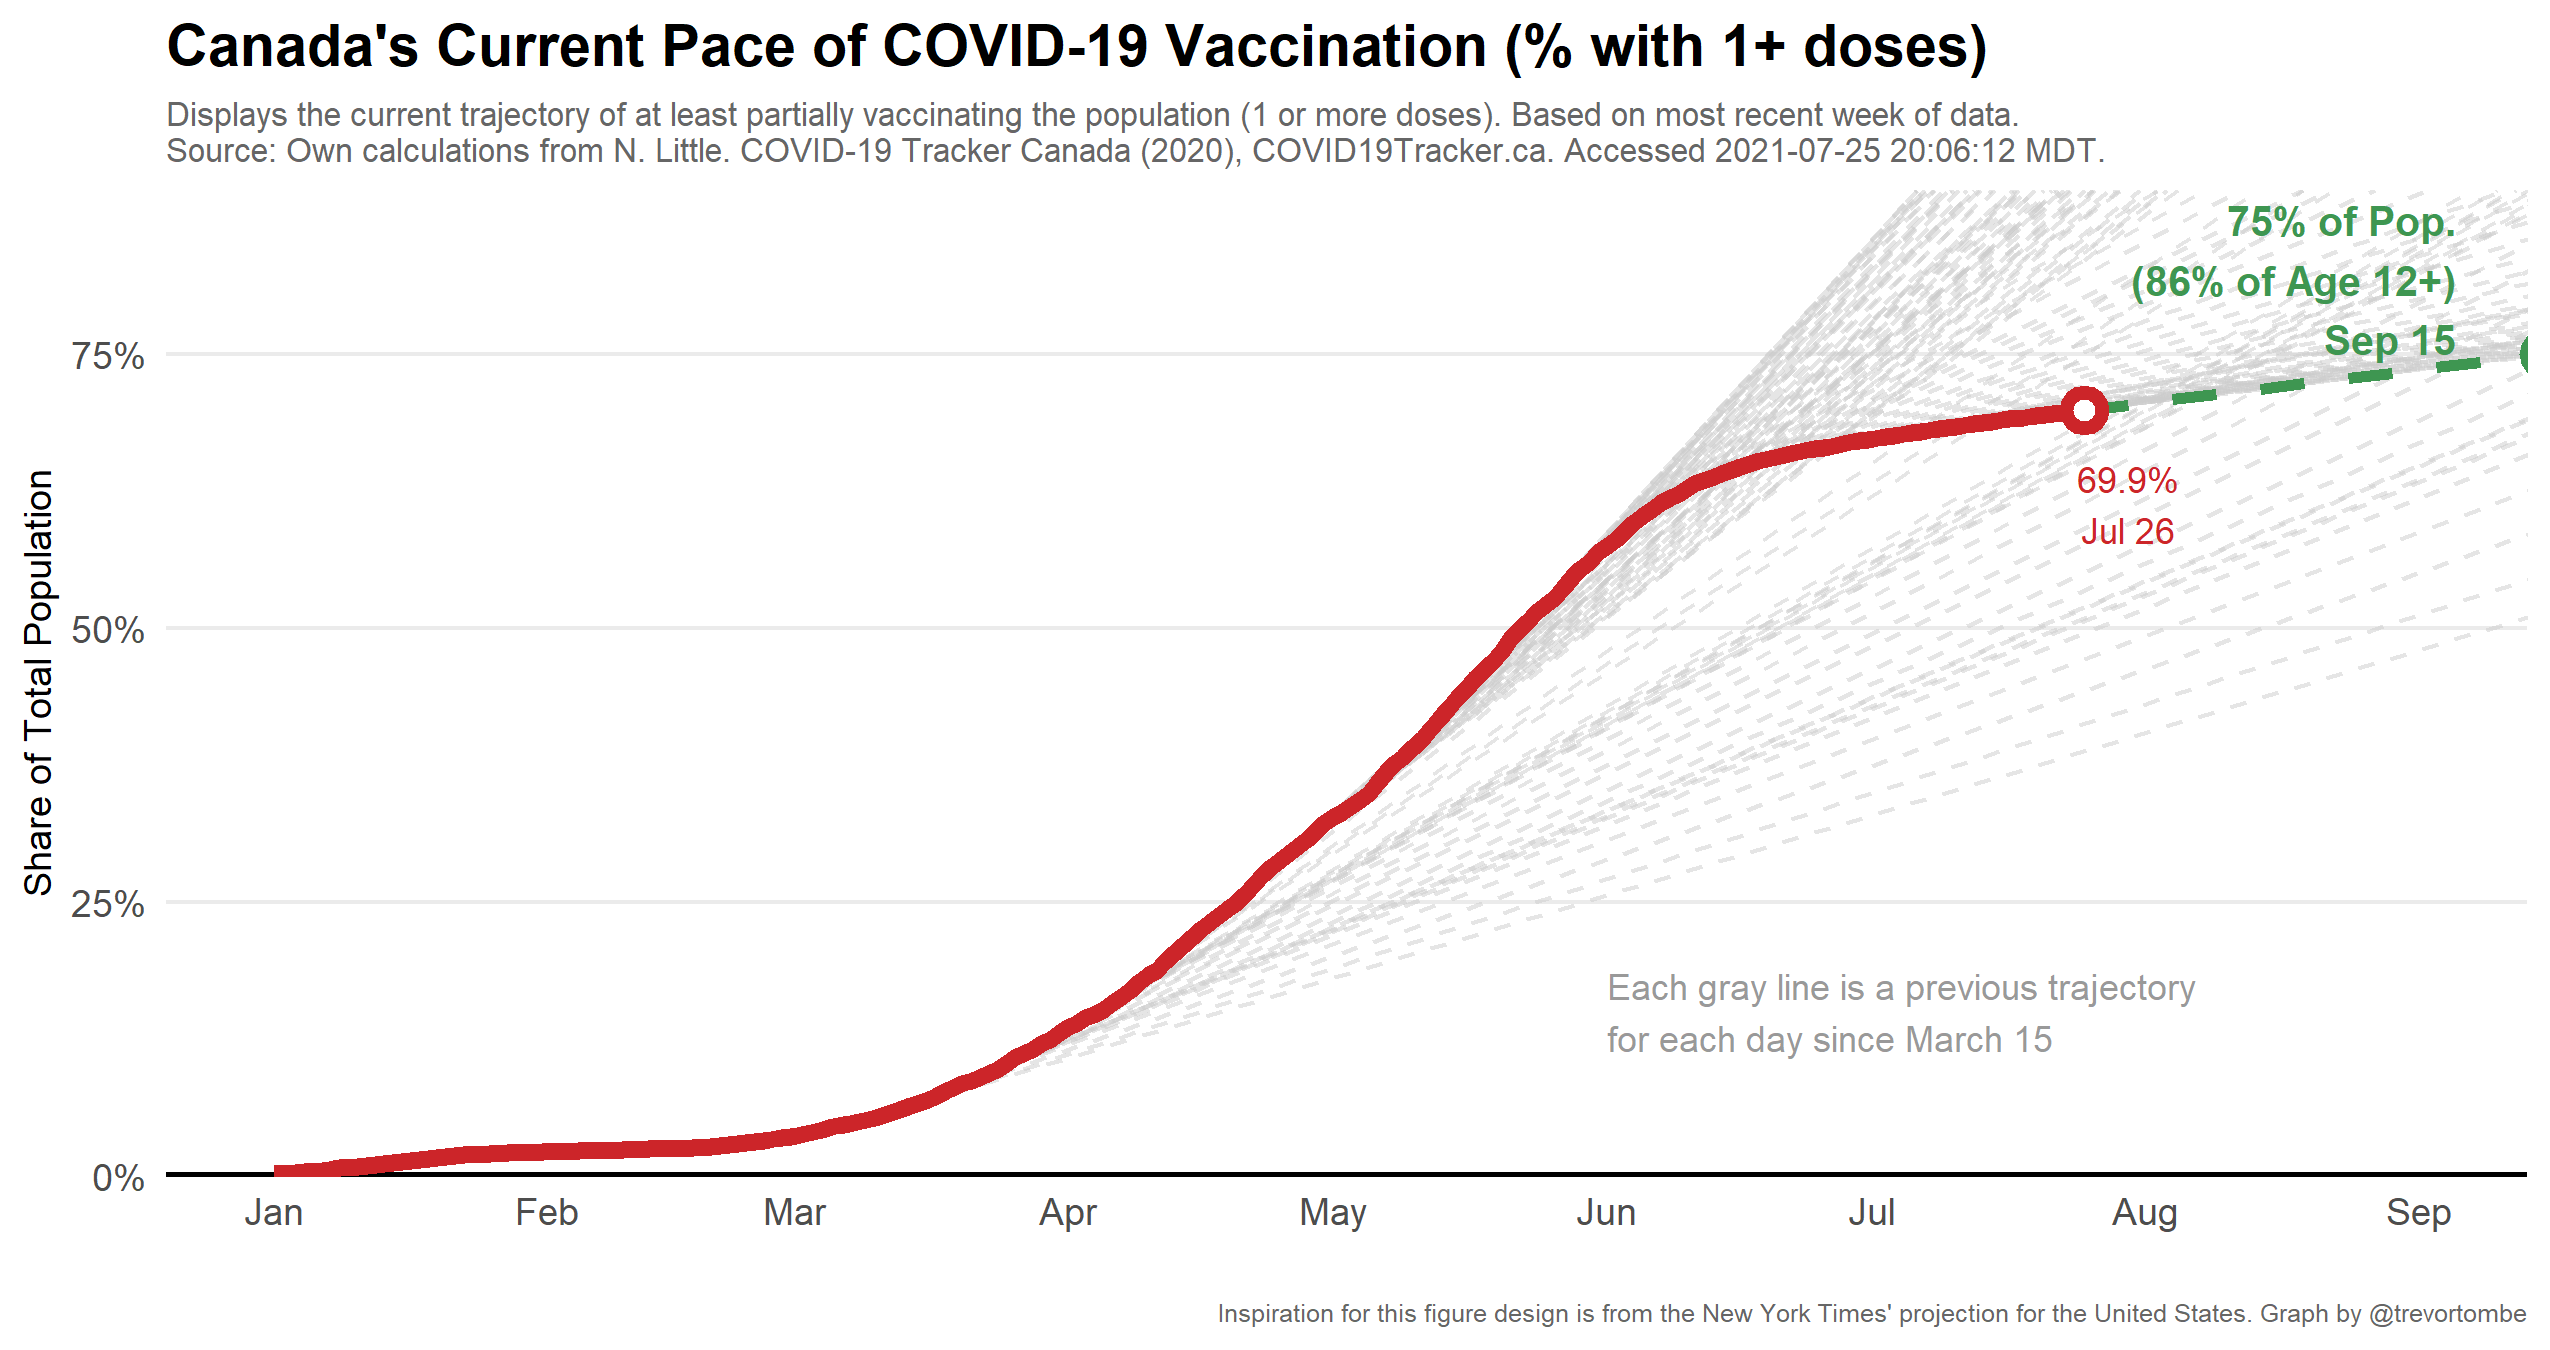 Canada's Current Pace of COVID-19 Vaccination (% with 1+ doses)
Displays the current trajectory of at least partially vaccinating the population (1 or more doses). Based on most recent week of data.
Source: Own calculations from N. Little. COVID-19 Tracker Canada (2020), COVID19Tracker.ca. Accessed 2021-07-25 20:06:12 MDT.
75% of Pop.
(86% of Age 12+)
Sep 15
75%
69.9%
Jul 26
Share of Total Population
50%
25%
Each gray line is a previous trajectory
for each day since March 15
0%
Jan Feb Mar Apr May Jun Jul Aug Sep
Inspiration for this figure design is from the New York Times' projection for the United States. Graph by @trevortombe